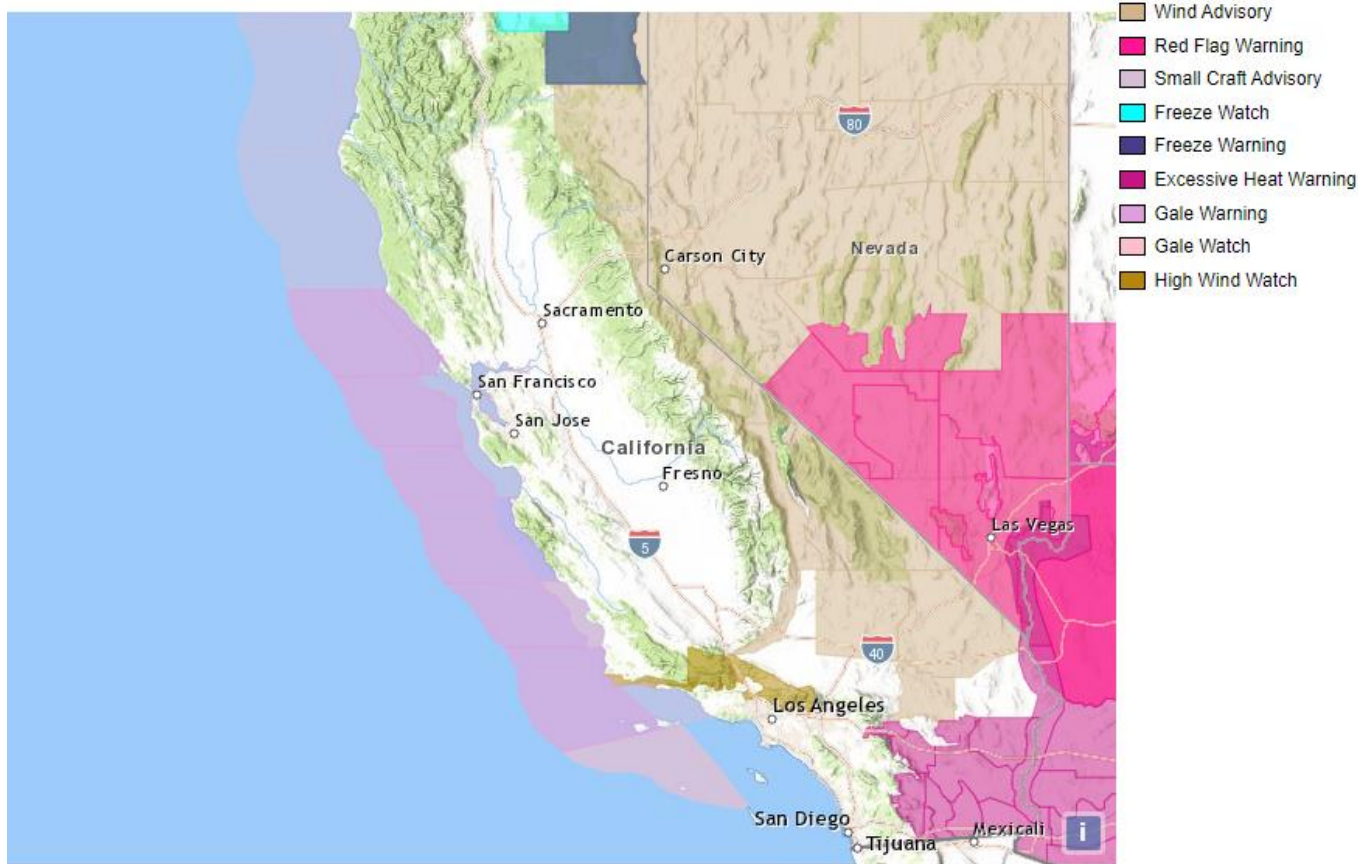 Wind Advisory
Red Flag Warning
Small Craft Advisory
Freeze Watch
Freeze Warning
Excessive Heat Warning
Gale Warning
Gale Watch
High Wind Watch
80
Carson City
Nevada
Sacramento
San Francisco
San Jose
California
Fresno
Las Vegas
5
40
Los Angeles
San Diego
Tijuana
Mexicali
i